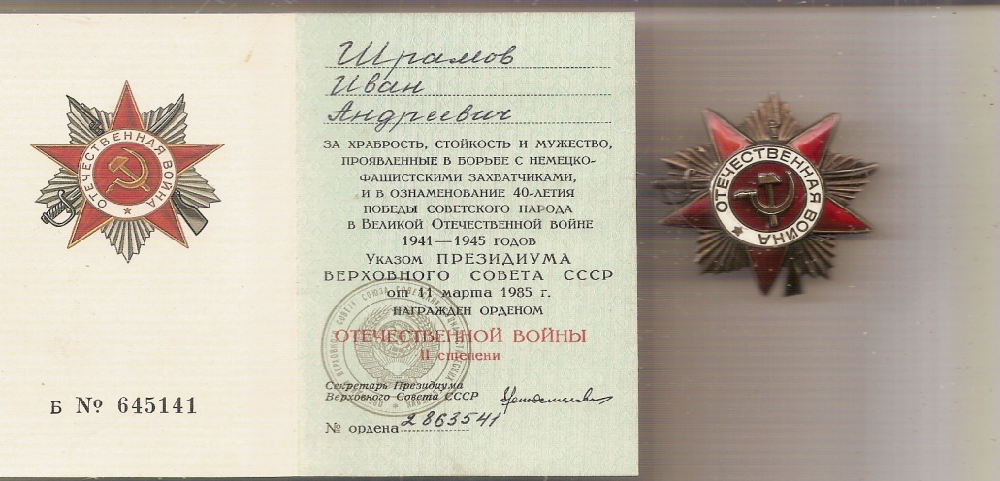 ОТЕЧЕСТВЕННАЯ ВОЙНА
Б № 645141
Шрамов
Иван
Андреевич
ЗА ХРАБРОСТЬ, СТОЙКОСТЬ И МУЖЕСТВО,
ПРОЯВЛЕННЫЕ В БОРЬБЕ С НЕМЕЦКО-
ФАШИСТСКИМИ ЗАХВАТЧИКАМИ,
И В ОЗНАМЕНОВАНИЕ 40-ЛЕТИЯ
ПОБЕДЫ СОВЕТСКОГО НАРОДА
В ВЕЛИКОЙ ОТЕЧЕСТВЕННОЙ ВОЙНЕ
1941—1945 ГОДОВ
УКАЗОМ ПРЕЗИДИУМА
ВЕРХОВНОГО СОВЕТА СССР
от 11 марта 1985 г.
НАГРАЖДЕН ОРДЕНОМ
ОТЕЧЕСТВЕННОЙ ВОЙНЫ
II степени
Секретарь Президиума
Верховного Совета СССР
№ ордена 2863541
ОТЕЧЕСТВЕННАЯ ВОЙНА